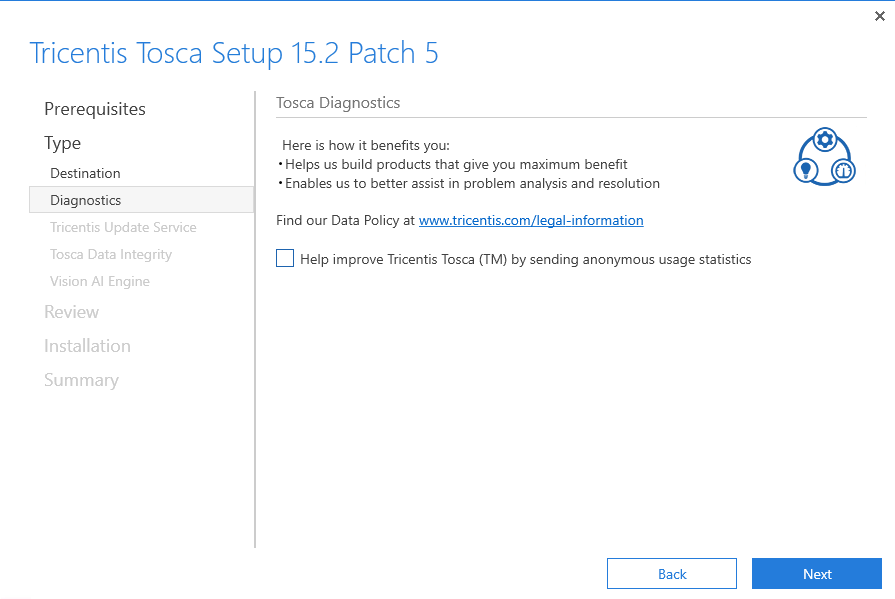 Tricentis Tosca Setup 15.2 Patch 5
Prerequisites
Type
Destination
Diagnostics
Tricentis Update Service
Tosca Data Integrity
Vision AI Engine
Review
Installation
Summary
Tosca Diagnostics
Here is how it benefits you:
•Helps us build products that give you maximum benefit
•Enables us to better assist in problem analysis and resolution
Find our Data Policy at www.tricentis.com/legal-information
Help improve Tricentis Tosca (TM) by sending anonymous usage statistics
Back
Next